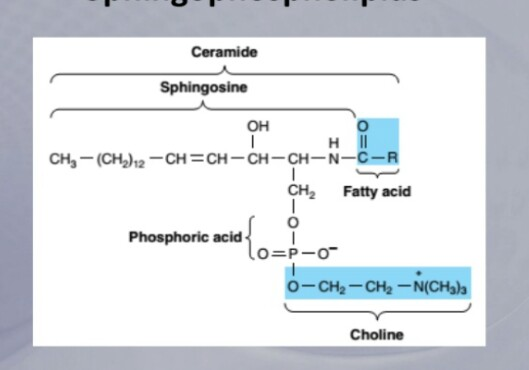 Sphingophospholipids
Ceramide
Sphingosine
OH
O
H
CH₃—(CH₂)₁₂—CH=CH—CH—CH—N—C—R
CH₂
Fatty acid
O
Phosphoric acid
O=P—O⁻
O—CH₂—CH₂—N⁺(CH₃)₃
Choline